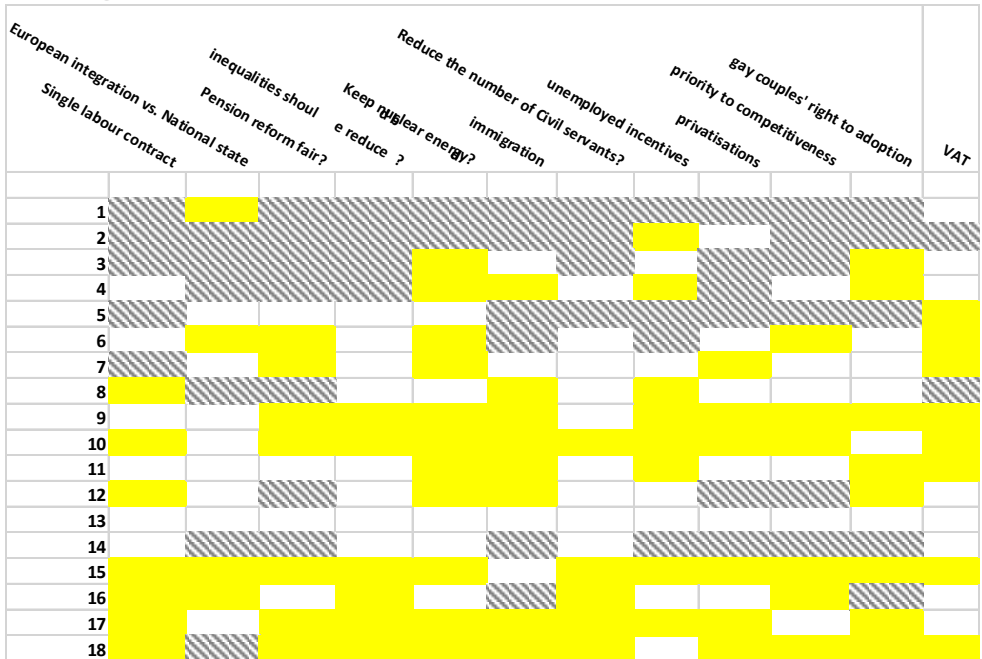 Single labour contract
European integration vs. National state
Pension reform fair?
inequalities shoul
e reduce ?
Keep nuclear energy?
immigration
Reduce the number of Civil servants?
unemployed incentives
privatisations
priority to competitiveness
gay couples' right to adoption
VAT
1
2
3
4
5
6
7
8
9
10
11
12
13
14
15
16
17
18